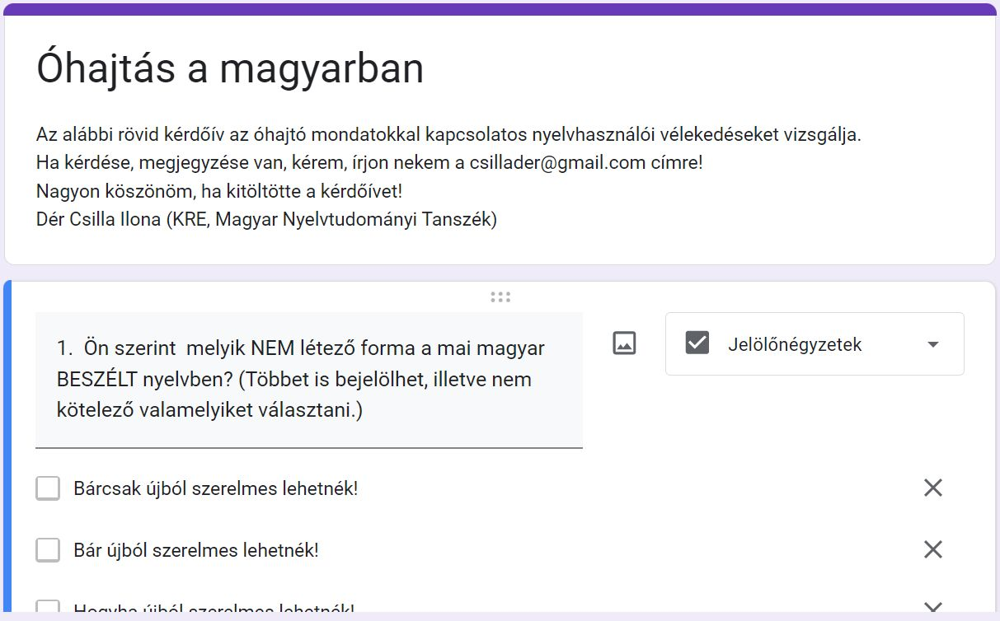 Óhajtás a magyarban
Az alábbi rövid kérdőív az óhajtó mondatokkal kapcsolatos nyelvhasználói vélekedéseket vizsgálja.
Ha kérdése, megjegyzése van, kérem, írjon nekem a csillader@gmail.com címre!
Nagyon köszönöm, ha kitöltötte a kérdőívet!
Dér Csilla Ilona (KRE, Magyar Nyelvtudományi Tanszék)
1.  Ön szerint  melyik NEM létező forma a mai magyar
BESZÉLT nyelvben? (Többet is bejelölhet, illetve nem
kötelező valamelyiket választani.)
Jelölőnégyzetek
Bárcsak újból szerelmes lehetnék!
Bár újból szerelmes lehetnék!
Hogyha újból szerelmes lehetnék!